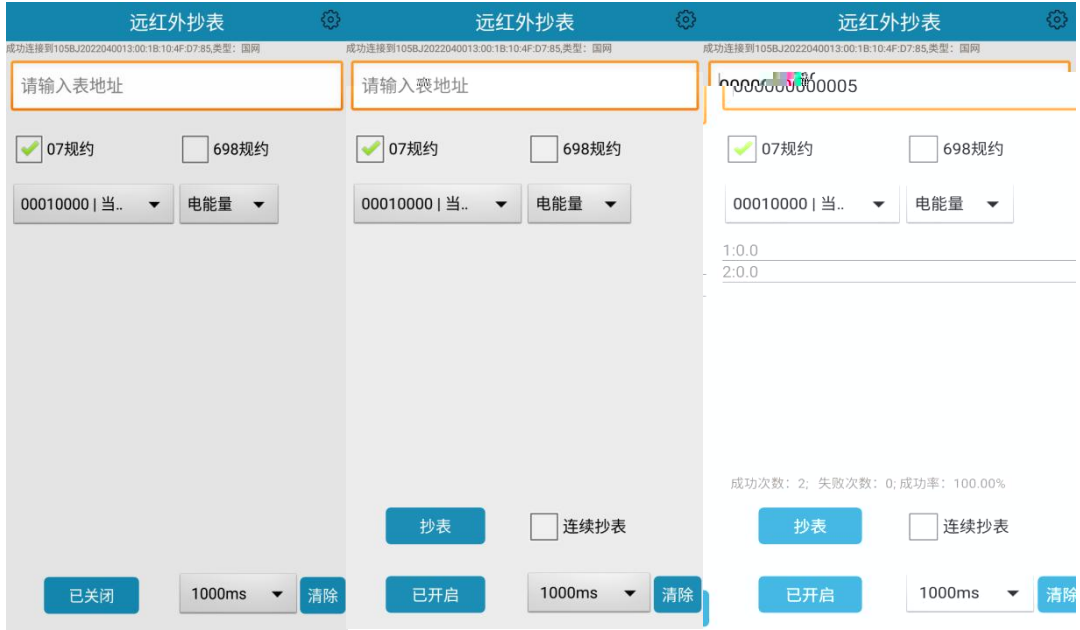 远红外抄表
成功连接到105BJ2022040013:00:1B:10:4F:D7:85,类型：国网
请输入表地址
07规约
698规约
00010000 | 当..
电能量
已关闭
1000ms
清除
远红外抄表
成功连接到105BJ2022040013:00:1B:10:4F:D7:85,类型：国网
请输入表地址
07规约
698规约
00010000 | 当..
电能量
抄表
连续抄表
已开启
1000ms
清除
远红外抄表
成功连接到105BJ2022040013:00:1B:10:4F:D7:85,类型：国网
07规约
698规约
00010000 | 当..
电能量
1:0.0
2:0.0
成功次数：2; 失败次数：0; 成功率：100.00%
抄表
连续抄表
已开启
1000ms
清除